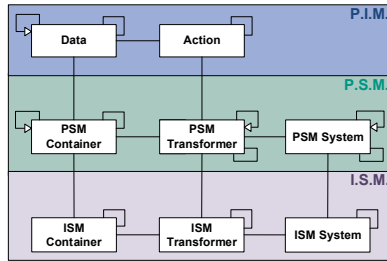 P.I.M.
Data
Action
P.S.M.
PSM
Container
PSM
Transformer
PSM System
I.S.M.
ISM
Container
ISM
Transformer
ISM System